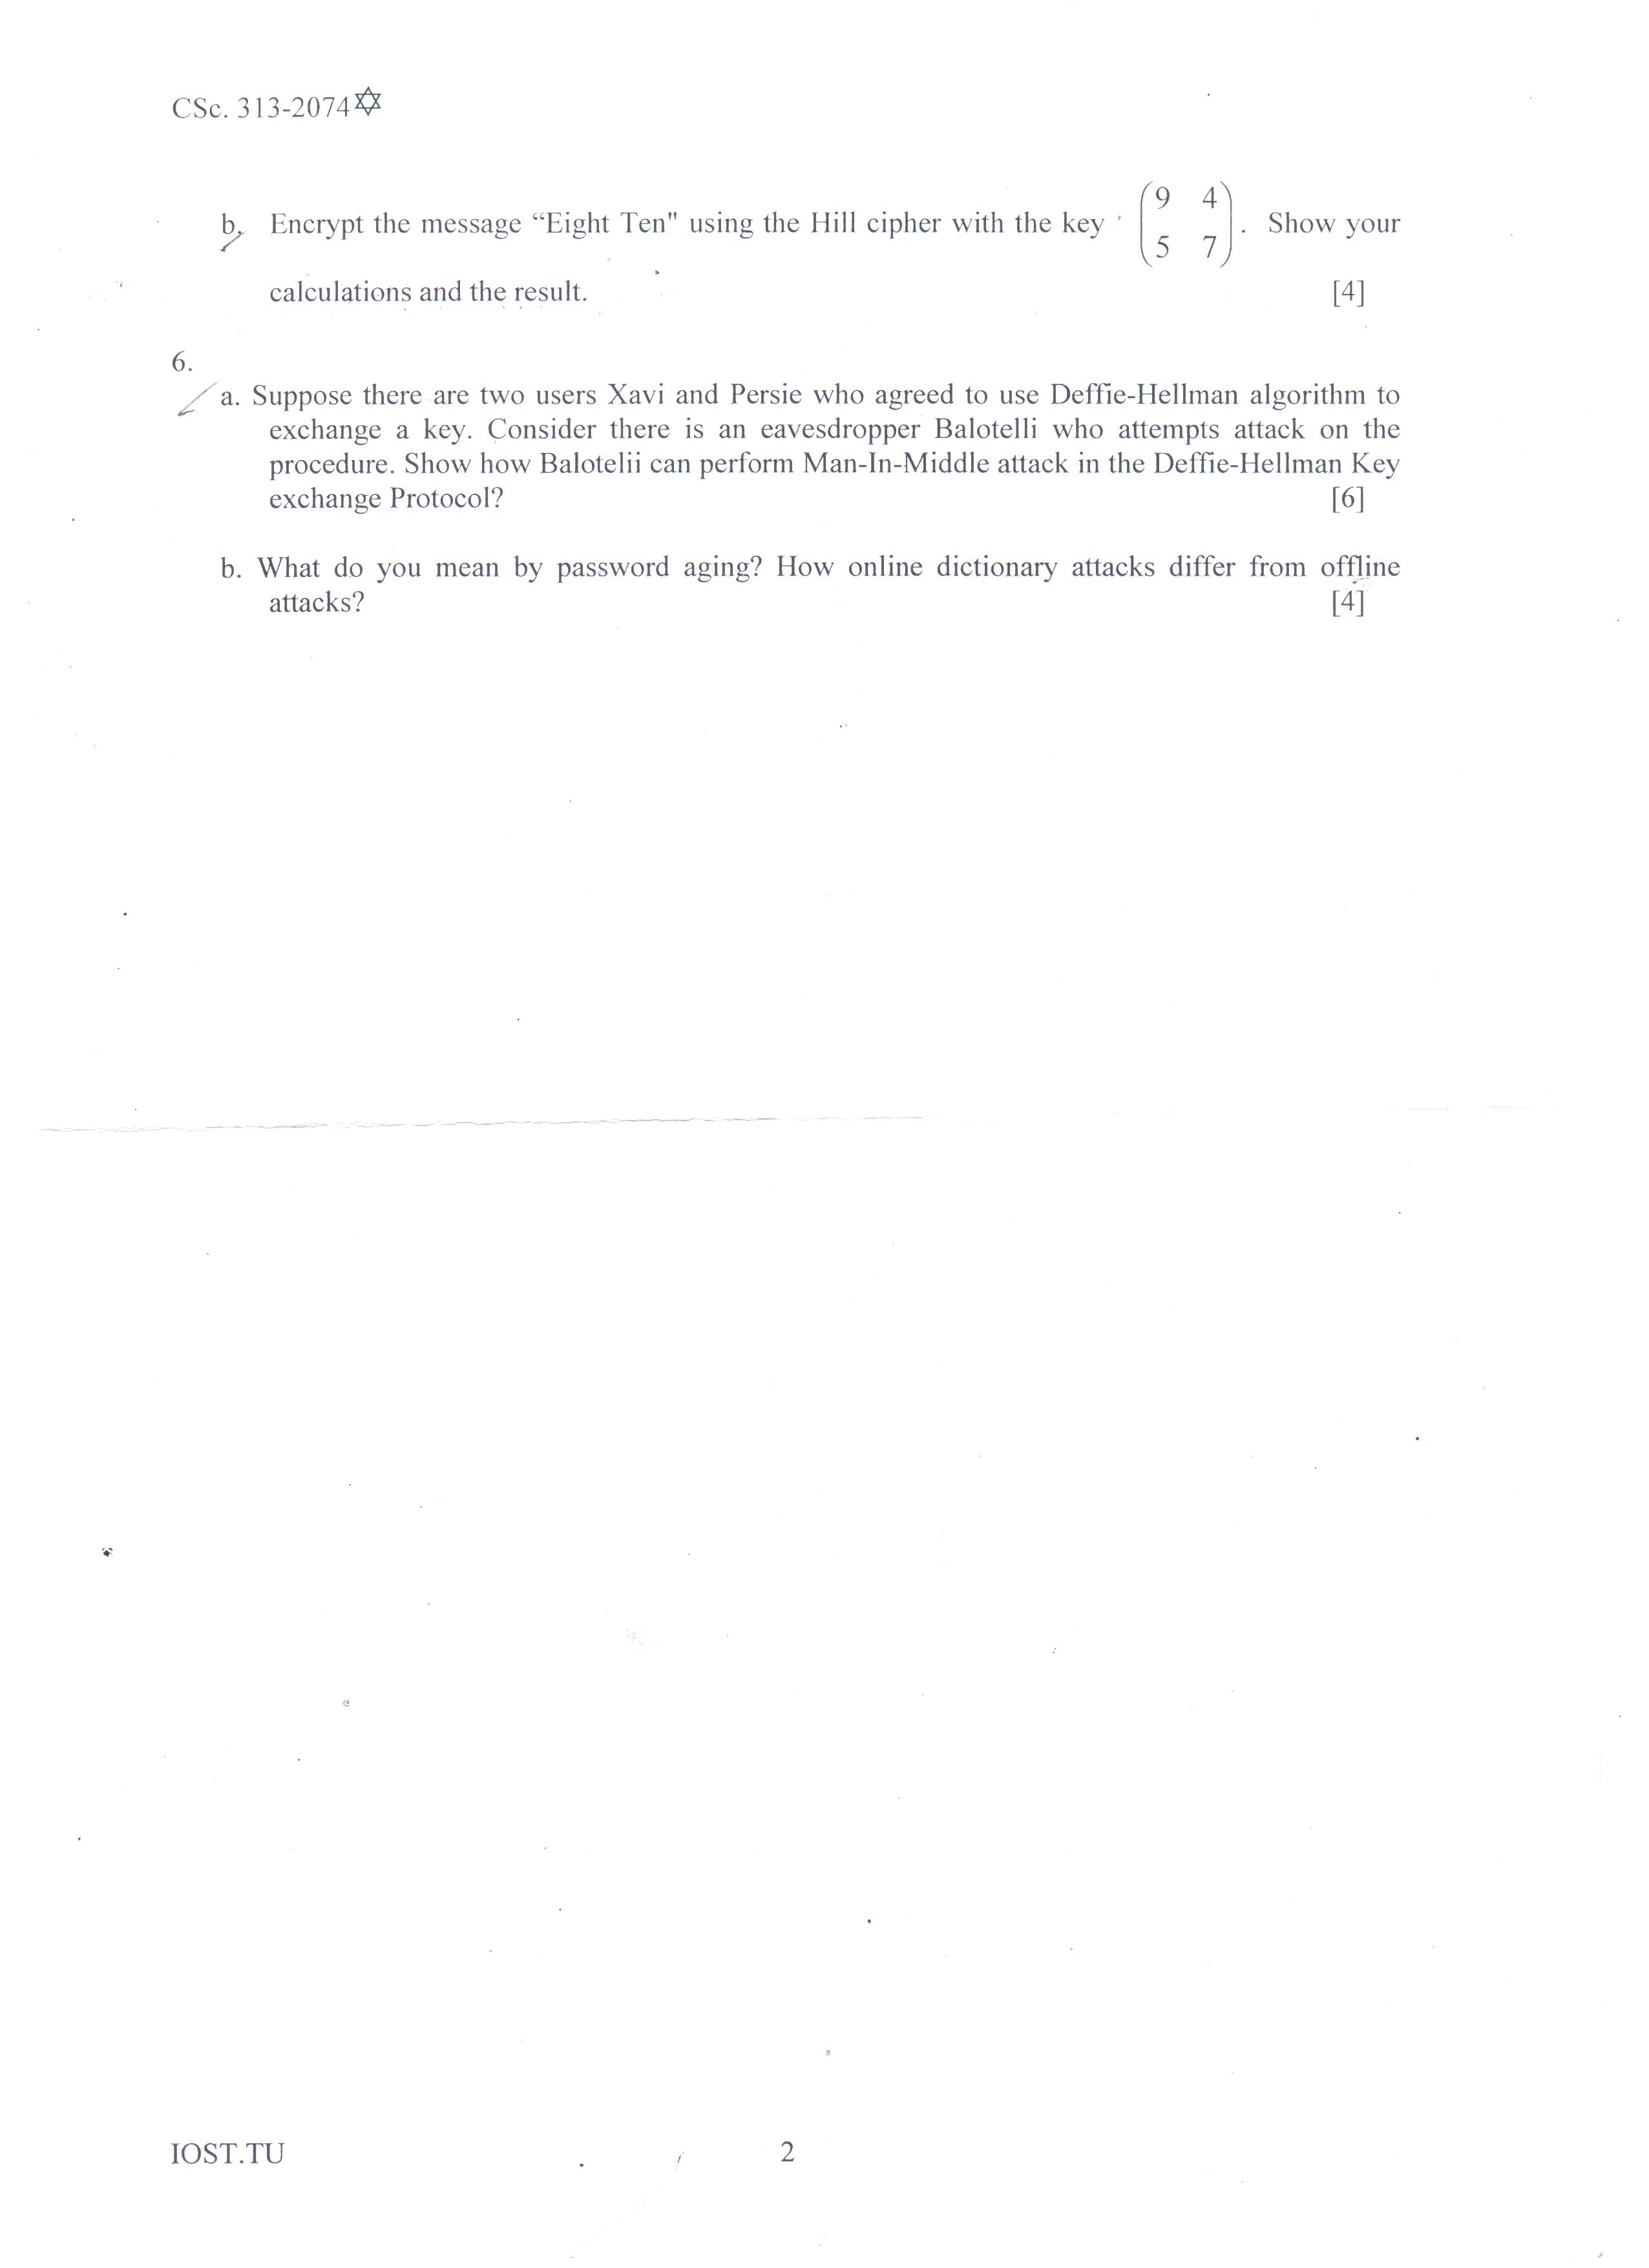 CSc. 313-2074✡
b. Encrypt the message “Eight Ten" using the Hill cipher with the key (9 4
5 7). Show your
calculations and the result. [4]
6.
a. Suppose there are two users Xavi and Persie who agreed to use Deffie-Hellman algorithm to
exchange a key. Consider there is an eavesdropper Balotelli who attempts attack on the
procedure. Show how Balotelii can perform Man-In-Middle attack in the Deffie-Hellman Key
exchange Protocol? [6]
b. What do you mean by password aging? How online dictionary attacks differ from offline
attacks? [4]
IOST.TU 2